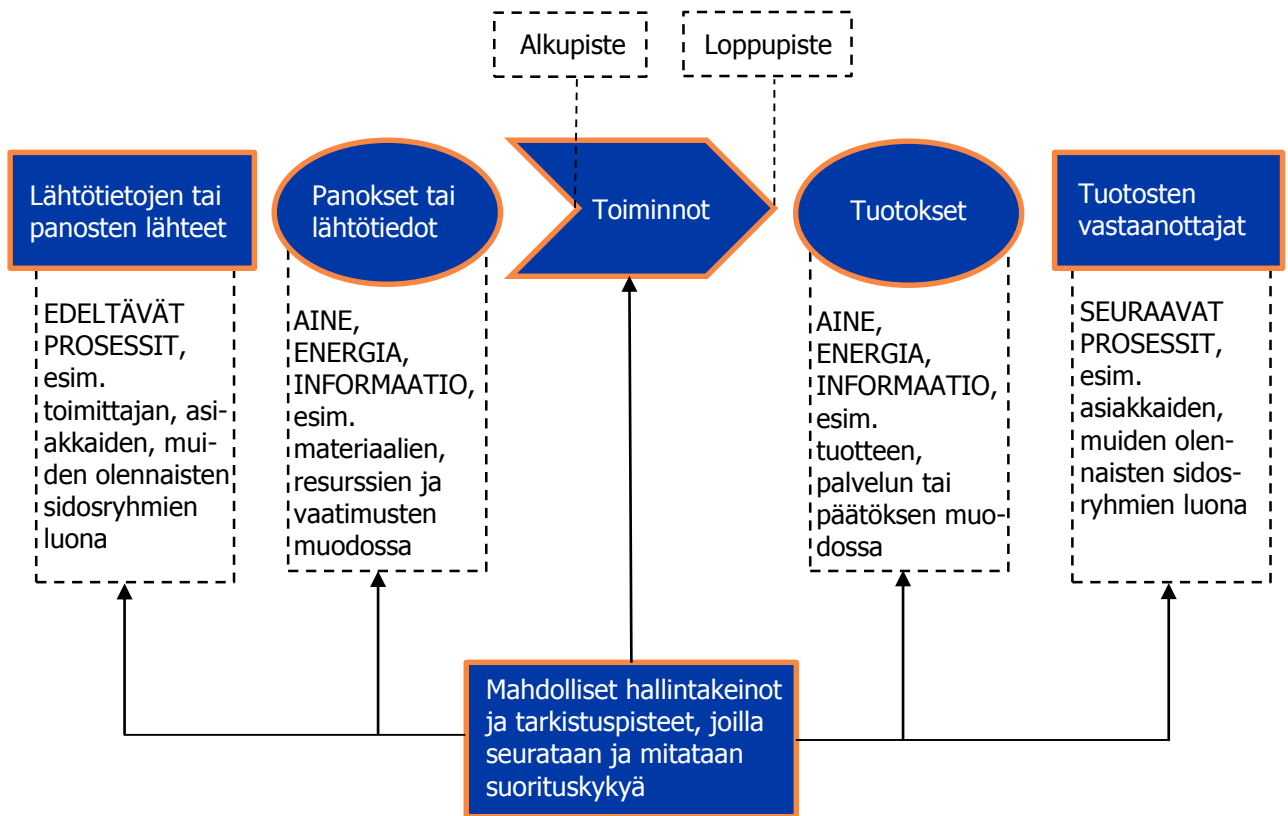 Alkupiste
Loppupiste
Lähtötietojen tai
panosten lähteet
Panokset tai
lähtötiedot
Toiminnot
Tuotokset
Tuotosten
vastaanottajat
EDELTÄVÄT
PROSESSIT,
esim.
toimittajan, asi-
akkaiden, mui-
den olennaisten
sidosryhmien
luona
AINE,
ENERGIA,
INFORMAATIO,
esim.
materiaalien,
resurssien ja
vaatimusten
muodossa
AINE,
ENERGIA,
INFORMAATIO,
esim.
tuotteen,
palvelun tai
päätöksen muo-
dossa
SEURAAVAT
PROSESSIT,
esim.
asiakkaiden,
muiden olen-
naisten sidos-
ryhmien luona
Mahdolliset hallintakeinot
ja tarkistuspisteet, joilla
seurataan ja mitataan
suorituskykyä